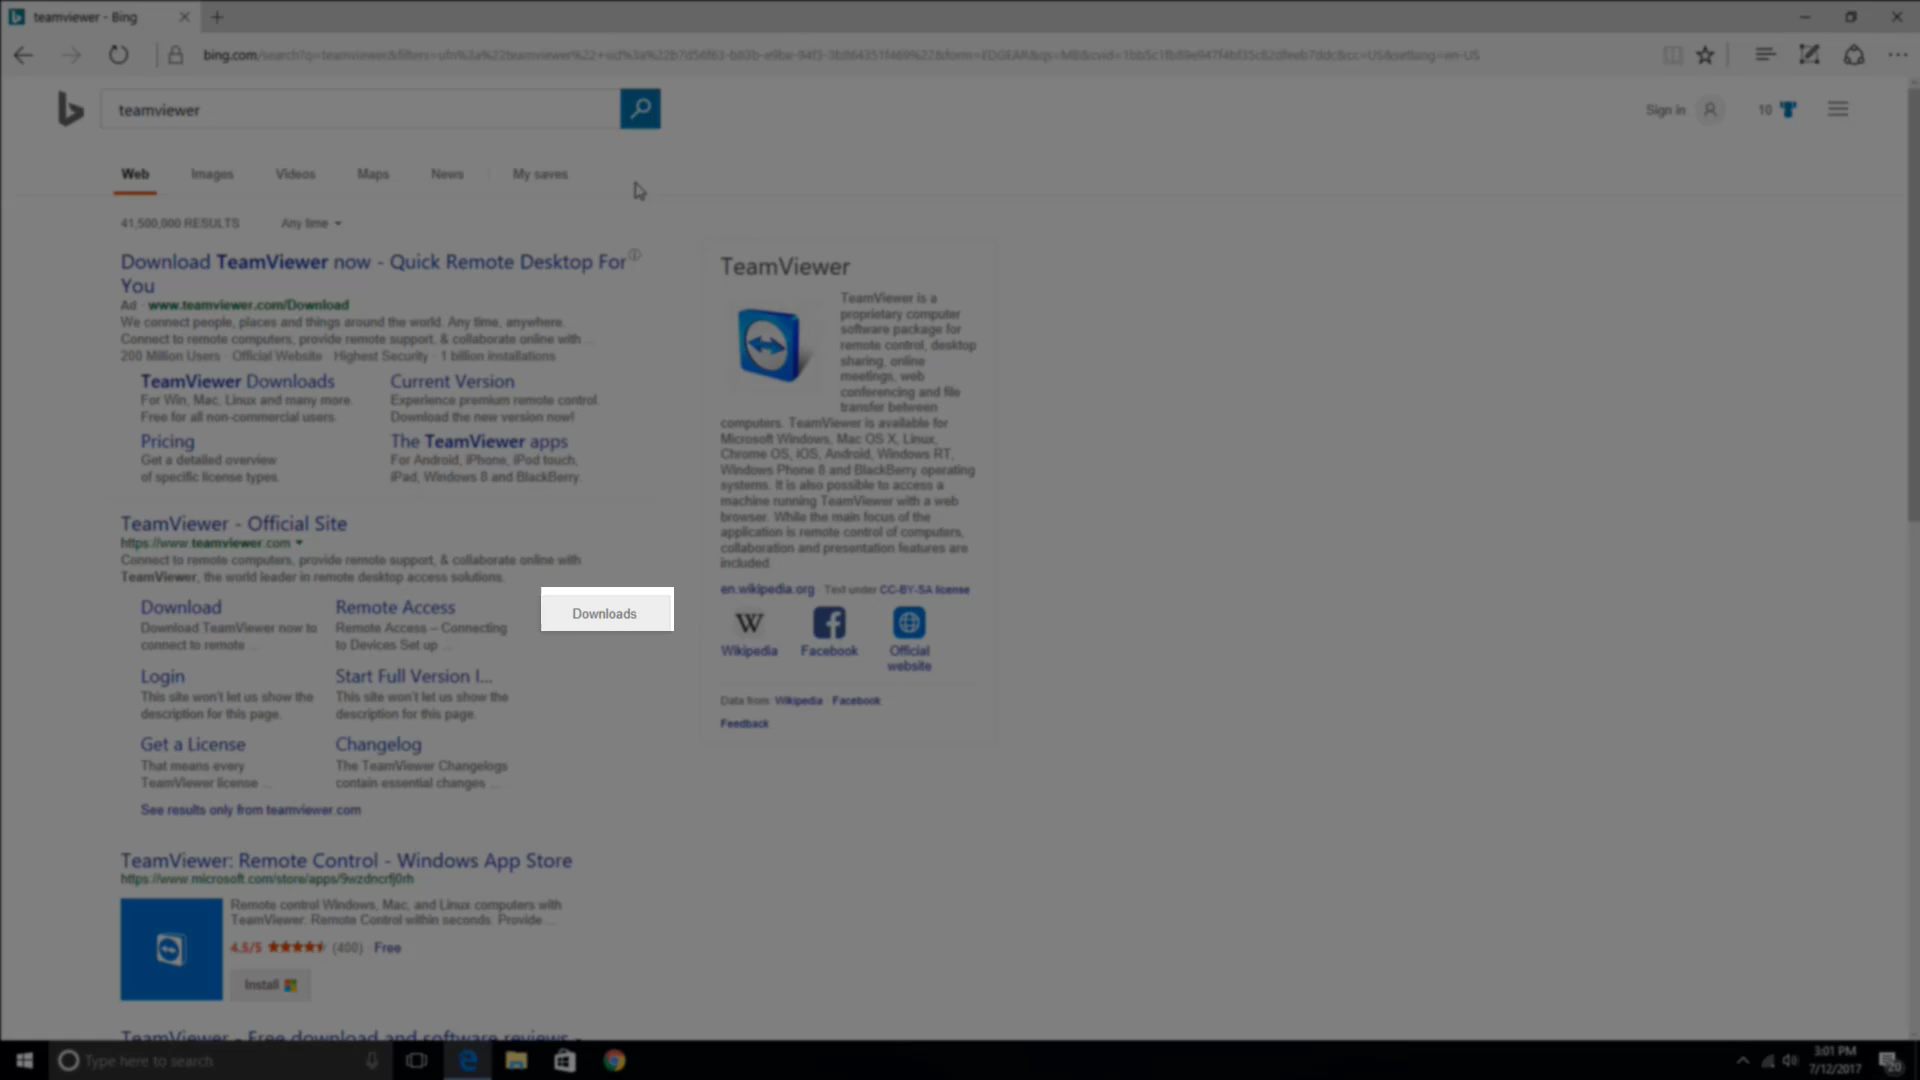 teamviewer - Bing
bing.com/search?q=teamviewer&filters=
teamviewer
Sign in
10
Web
Images
Videos
Maps
News
My saves
41,500,000 RESULTS
Any time
Download TeamViewer now - Quick Remote Desktop For
You
Ad · www.teamviewer.com/Download
We connect people, places and things around the world. Any time, anywhere.
Connect to remote computers, provide remote support, & collaborate online with ...
200 Million Users · Official Website · Highest Security · 1 billion installations
TeamViewer Downloads
For Win, Mac, Linux and many more.
Free for all non-commercial users.
Current Version
Experience premium remote control.
Download the new version now!
Pricing
Get a detailed overview
of specific license types.
The TeamViewer apps
For Android, iPhone, iPod touch,
iPad, Windows 8 and BlackBerry.
TeamViewer - Official Site
https://www.teamviewer.com
Connect to remote computers, provide remote support, & collaborate online with
TeamViewer, the world leader in remote desktop access solutions.
Download
Download TeamViewer now to
connect to remote ...
Remote Access
Remote Access – Connecting
to Devices Set up ...
Downloads
Login
This site won't let us show the
description for this page.
Start Full Version I...
This site won't let us show the
description for this page.
Get a License
That means every
TeamViewer license ...
Changelog
The TeamViewer Changelogs
contain essential changes ...
See results only from teamviewer.com
TeamViewer: Remote Control - Windows App Store
https://www.microsoft.com/store/apps/9wzdncrfj0rh
Remote control Windows, Mac, and Linux computers with
TeamViewer: Remote Control within seconds. Provide ...
4.5/5
(400) · Free
Install
TeamViewer - Free download and software reviews -
TeamViewer
TeamViewer is a
proprietary computer
software package for
remote control, desktop
sharing, online
meetings, web
conferencing and file
transfer between
computers. TeamViewer is available for
Microsoft Windows, Mac OS X, Linux,
Chrome OS, iOS, Android, Windows RT,
Windows Phone 8 and BlackBerry operating
systems. It is also possible to access a
machine running TeamViewer with a web
browser. While the main focus of the
application is remote control of computers,
collaboration and presentation features are
included.
en.wikipedia.org · Text under CC-BY-SA license
W
Wikipedia
Facebook
Official
website
Data from: Wikipedia · Facebook
Feedback
Type here to search
3:01 PM
7/12/2017
20